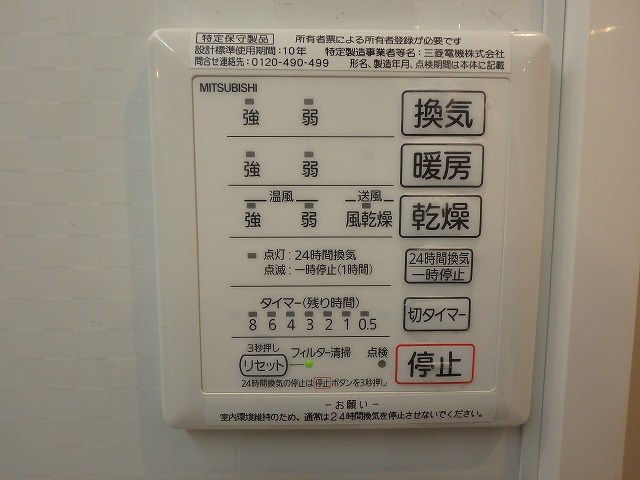 特定保守製品 所有者票による所有者登録が必要です
設計標準使用期間:10年 特定製造事業者等名:三菱電機株式会社
問合せ連絡先:0120-490-499 形名、製造年月、点検期間は本体に記載
MITSUBISHI
強 弱 換気
強 弱 暖房
温風 送風
強 弱 風乾燥 乾燥
点灯:24時間換気
点滅:一時停止(1時間)
24時間換気
一時停止
タイマー(残り時間)
8 6 4 3 2 1 0.5
切タイマー
3秒押し
リセット フィルター清掃 点検
停止
24時間換気の停止は停止ボタンを3秒押し
-お願い-
室内環境維持のため、通常は24時間換気を停止させないでください。